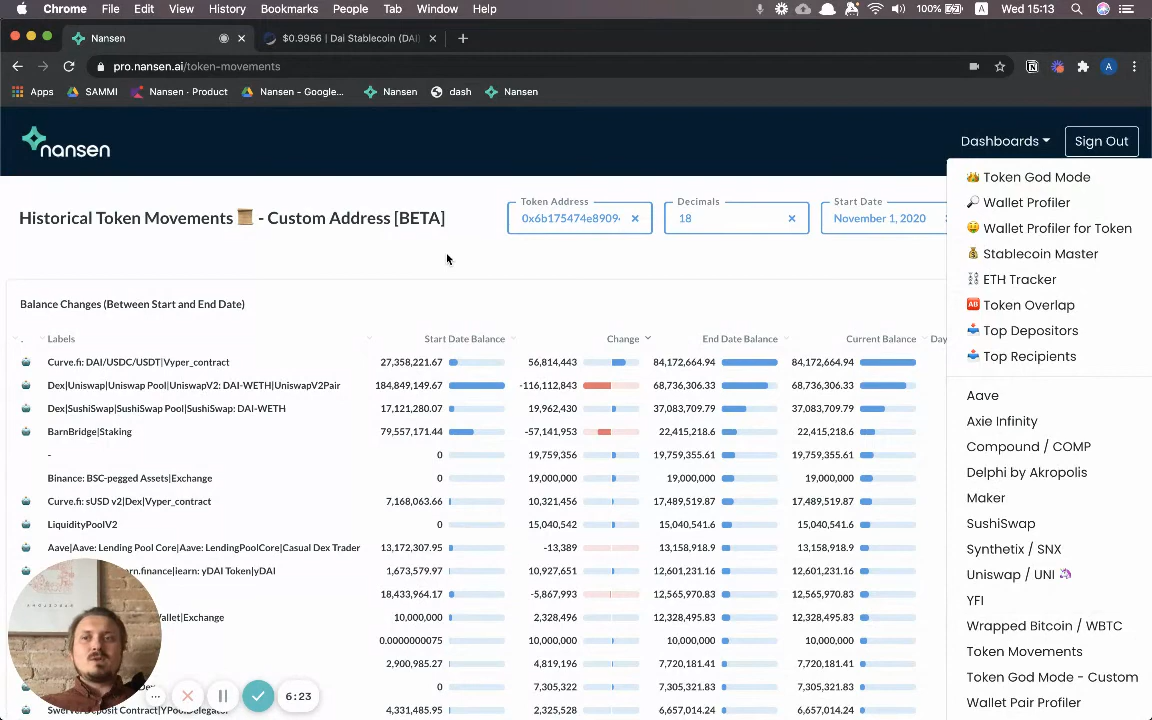 Chrome File Edit View History Bookmarks People Tab Window Help 100% A Wed 15:13
Nansen $0.9956 | Dai Stablecoin (DAI)
pro.nansen.ai/token-movements A
Apps SAMMI Nansen · Product Nansen - Google... Nansen dash Nansen
nansen Dashboards Sign Out
Token God Mode
Wallet Profiler
Wallet Profiler for Token
Stablecoin Master
ETH Tracker
Token Overlap
Top Depositors
Top Recipients
Aave
Axie Infinity
Compound / COMP
Delphi by Akropolis
Maker
SushiSwap
Synthetix / SNX
Uniswap / UNI
YFI
Wrapped Bitcoin / WBTC
Token Movements
Token God Mode - Custom
Wallet Pair Profiler
Historical Token Movements - Custom Address [BETA]
Token Address
0x6b175474e8909
Decimals
18
Start Date
November 1, 2020
Balance Changes (Between Start and End Date)
. Labels Start Date Balance Change End Date Balance Current Balance Day
Curve.fi: DAI/USDC/USDT|Vyper_contract 27,358,221.67 56,814,443 84,172,664.94 84,172,664.94
Dex|Uniswap|Uniswap Pool|UniswapV2: DAI-WETH|UniswapV2Pair 184,849,149.67 -116,112,843 68,736,306.33 68,736,306.33
Dex|SushiSwap|SushiSwap Pool|SushiSwap: DAI-WETH 17,121,280.07 19,962,430 37,083,709.79 37,083,709.79
BarnBridge|Staking 79,557,171.44 -57,141,953 22,415,218.6 22,415,218.6
- 0 19,759,356 19,759,355.61 19,759,355.61
Binance: BSC-pegged Assets|Exchange 0 19,000,000 19,000,000 19,000,000
Curve.fi: sUSD v2|Dex|Vyper_contract 7,168,063.66 10,321,456 17,489,519.87 17,489,519.87
LiquidityPoolV2 0 15,040,542 15,040,541.6 15,040,541.6
Aave|Aave: Lending Pool Core|Aave: LendingPoolCore|Casual Dex Trader 13,172,307.95 -13,389 13,158,918.9 13,158,918.9
rn.finance|iearn: yDAI Token|yDAI 1,673,579.97 10,927,651 12,601,231.16 12,601,231.16
18,433,964.17 -5,867,993 12,565,970.83 12,565,970.83
allet|Exchange 10,000,000 2,328,496 12,328,495.83 12,328,495.83
0.0000000075 10,000,000 10,000,000 10,000,000
2,900,985.27 4,819,196 7,720,181.41 7,720,181.41
0 7,305,322 7,305,321.83 7,305,321.83
4,331,485.95 2,325,528 6,657,014.24 6,657,014.24
6:23